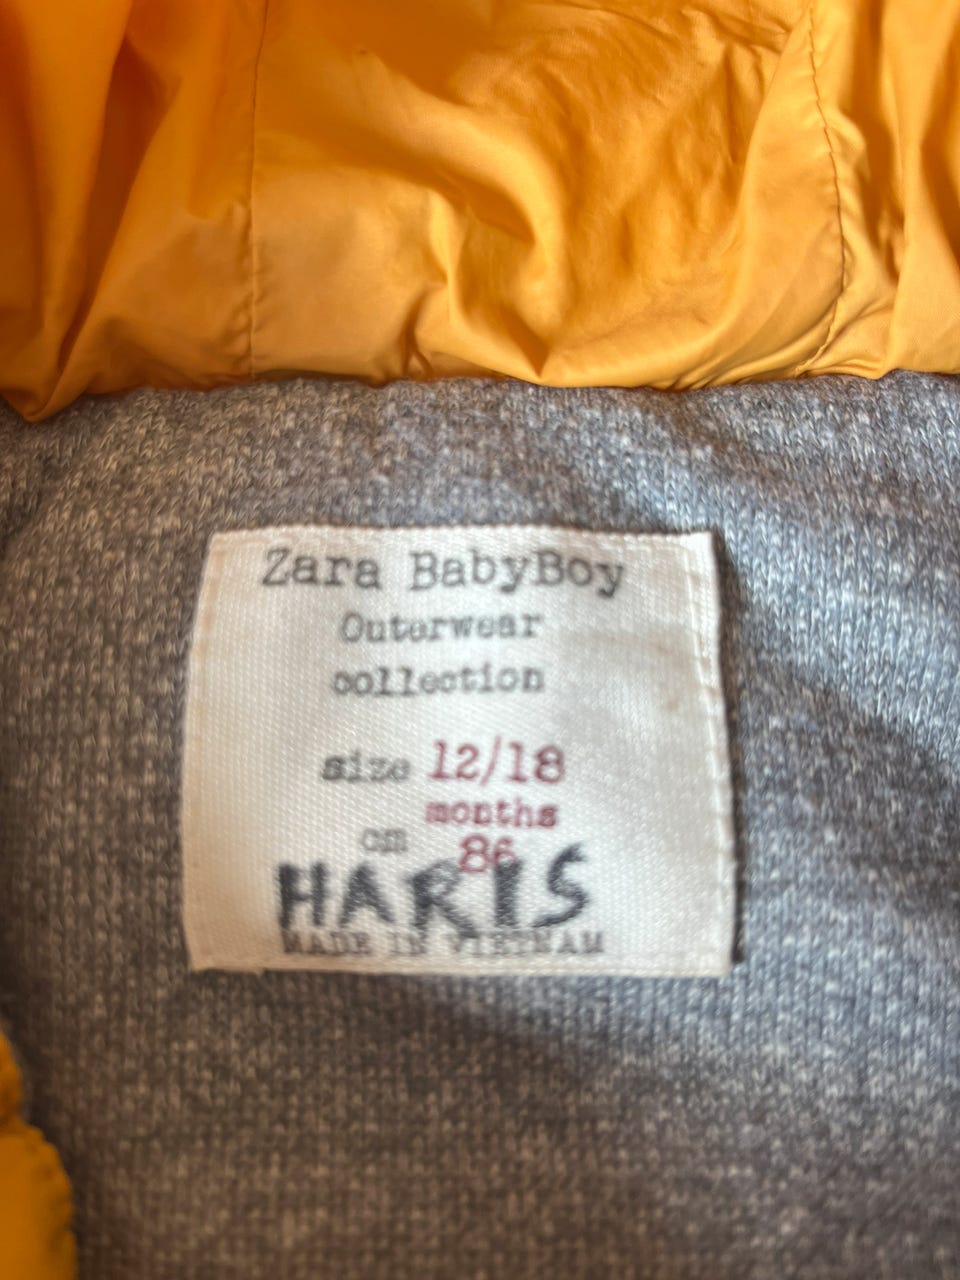 Zara BabyBoy
Outerwear
collection
size 12/18
months
cm 86
HARIS
MADE IN VIETNAM